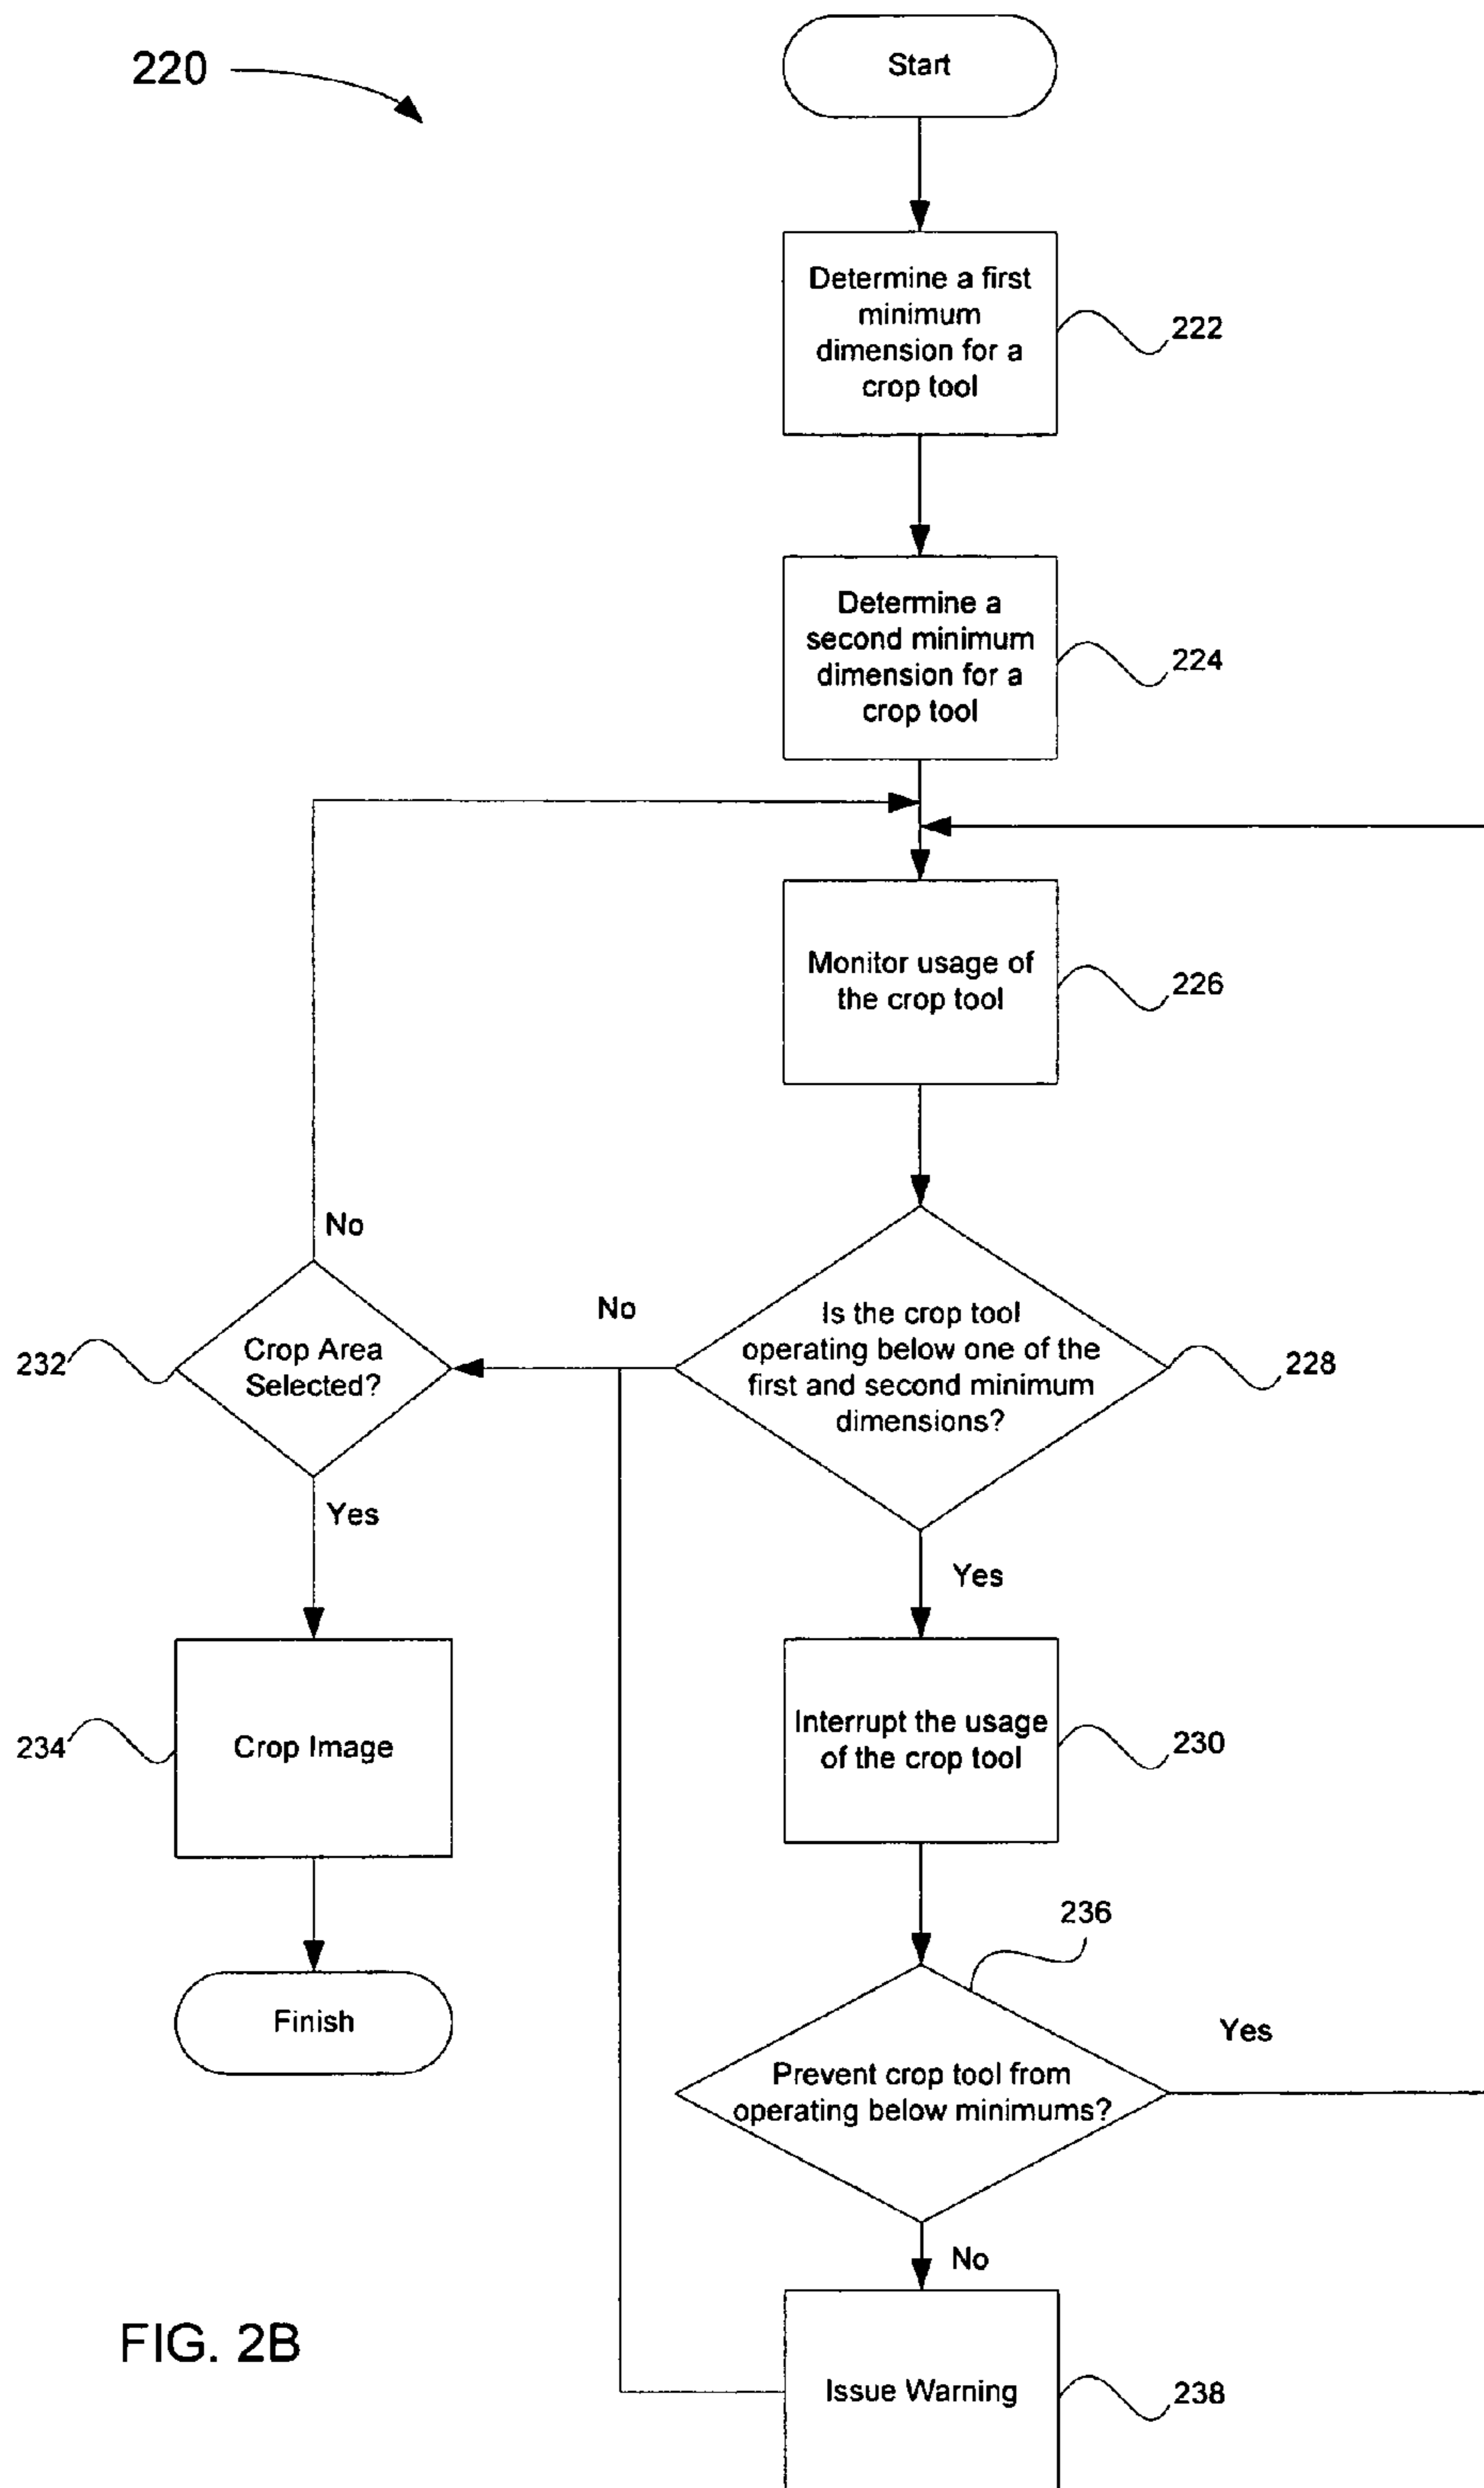 220
Start
Determine a first
minimum
dimension for a
crop tool
222
Determine a
second minimum
dimension for a
crop tool
224
Monitor usage of
the crop tool
226
No
No
Is the crop tool
operating below one of the
first and second minimum
dimensions?
228
232
Crop Area
Selected?
Yes
Yes
Interrupt the usage
of the crop tool
230
234
Crop Image
236
Finish
Yes
Prevent crop tool from
operating below minimums?
No
FIG. 2B
Issue Warning
238